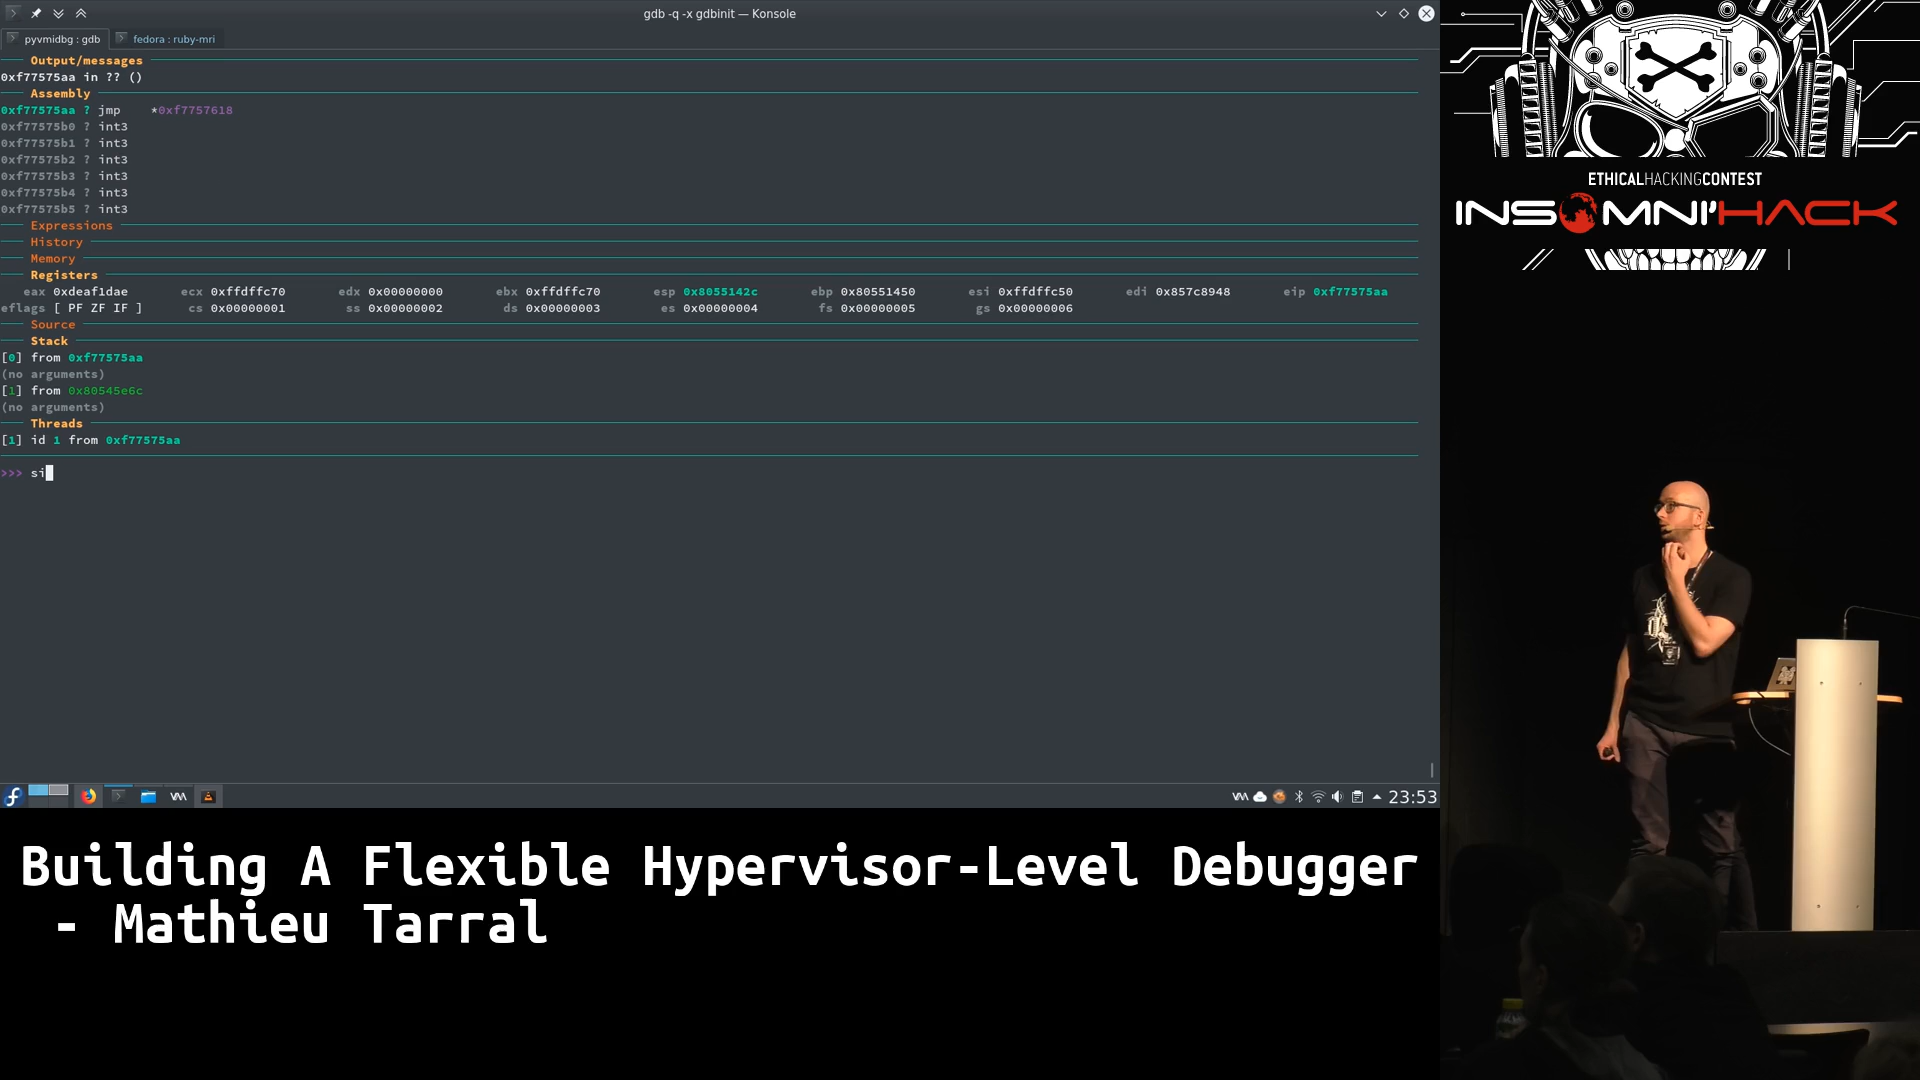 gdb -q -x gdbinit — Konsole
pyvmidbg : gdb fedora : ruby-mri
Output/messages
0xf77575aa in ?? ()
Assembly
0xf77575aa ? jmp *0xf7757618
0xf77575b0 ? int3
0xf77575b1 ? int3
0xf77575b2 ? int3
0xf77575b3 ? int3
0xf77575b4 ? int3
0xf77575b5 ? int3
Expressions
History
Memory
Registers
eax 0xdeaf1dae ecx 0xffdffc70 edx 0x00000000 ebx 0xffdffc70 esp 0x8055142c ebp 0x80551450 esi 0xffdffc50 edi 0x857c8948 eip 0xf77575aa
eflags [ PF ZF IF ] cs 0x00000001 ss 0x00000002 ds 0x00000003 es 0x00000004 fs 0x00000005 gs 0x00000006
Source
Stack
[0] from 0xf77575aa
(no arguments)
[1] from 0x80545e6c
(no arguments)
Threads
[1] id 1 from 0xf77575aa
>>> si
23:53
ETHICALHACKINGCONTEST
INSOMNI'HACK
Building A Flexible Hypervisor-Level Debugger
- Mathieu Tarral